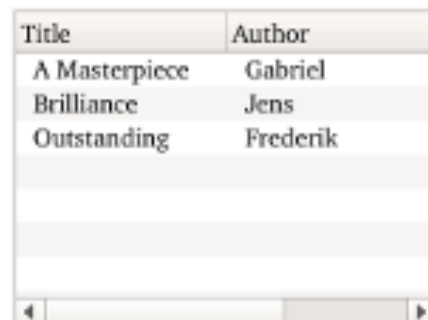 Title Author
A Masterpiece Gabriel
Brilliance Jens
Outstanding Frederik